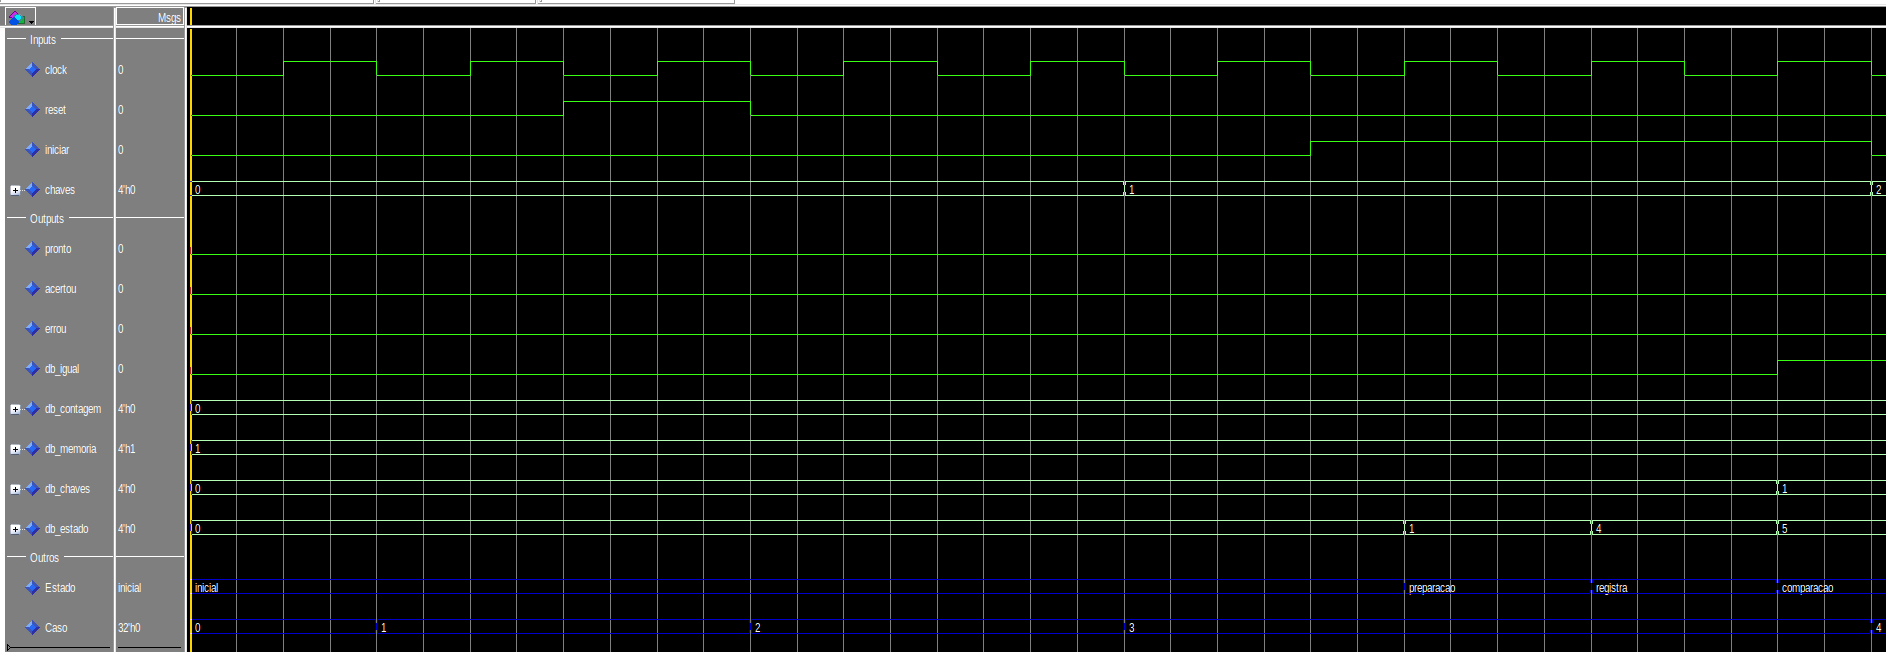 Msgs
Inputs
clock 0
reset 0
iniciar 0
chaves 4'h0 0 1 2
Outputs
pronto 0
acertou 0
errou 0
db_igual 0
db_contagem 4'h0 0
db_memoria 4'h1 1
db_chaves 4'h0 0 1
db_estado 4'h0 0 1 4 5
Outros
Estado inicial inicial preparacao registra comparacao
Caso 32'h0 0 1 2 3 4